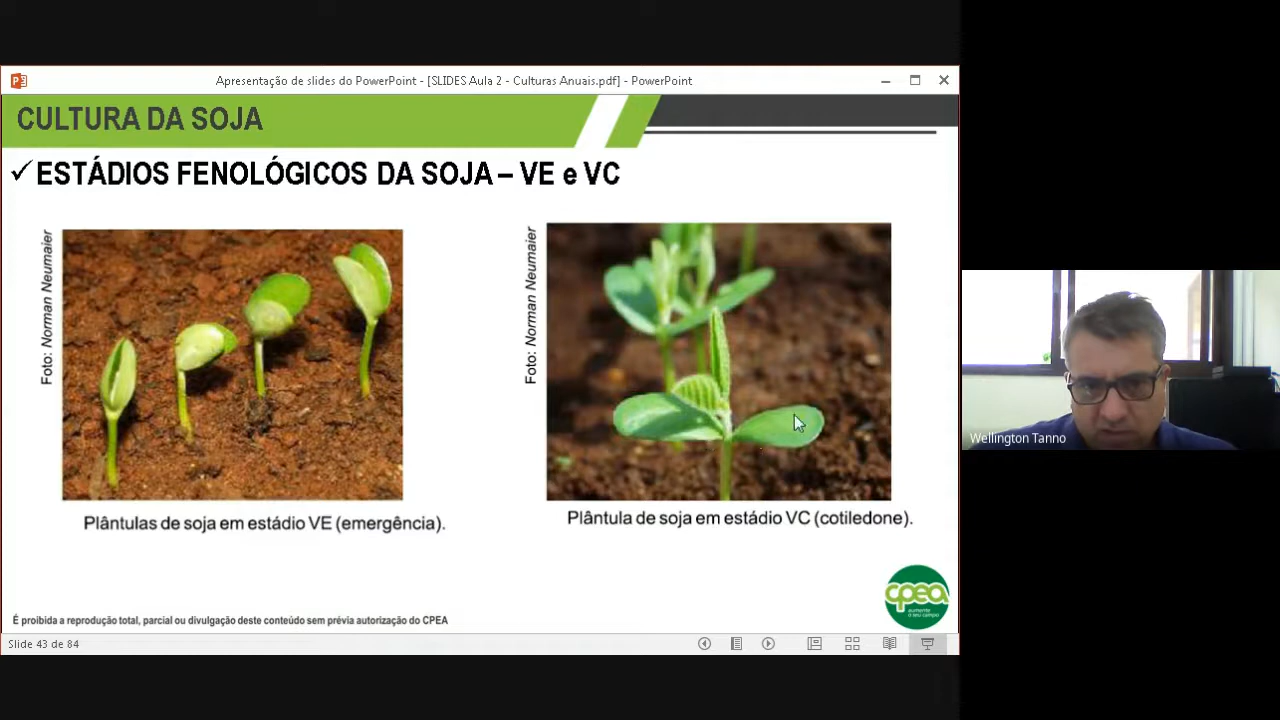 Apresentação de slides do PowerPoint - [SLIDES Aula 2 - Culturas Anuais.pdf] - PowerPoint
CULTURA DA SOJA
✓ESTÁDIOS FENOLÓGICOS DA SOJA – VE e VC
Foto: Norman Neumaier
Foto: Norman Neumaier
Plântulas de soja em estádio VE (emergência).
Plântula de soja em estádio VC (cotiledone).
Wellington Tanno
cpea
aumente
o seu campo
É proibida a reprodução total, parcial ou divulgação deste conteúdo sem prévia autorização do CPEA
Slide 43 de 84